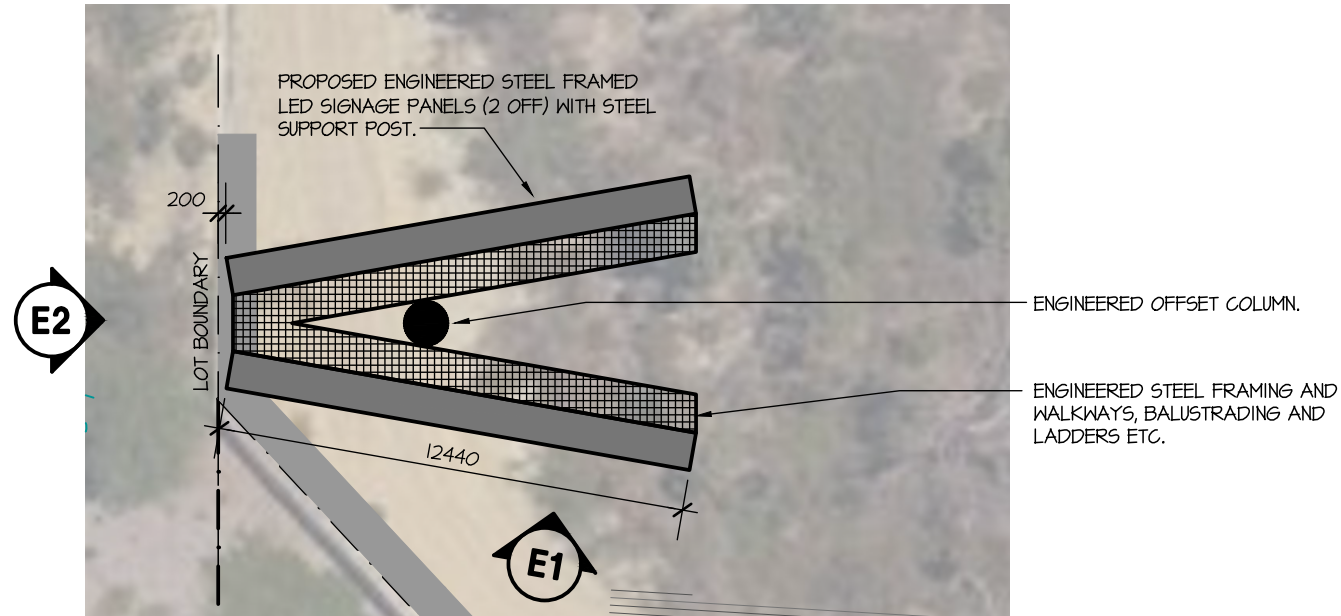 PROPOSED ENGINEERED STEEL FRAMED
LED SIGNAGE PANELS (2 OFF) WITH STEEL
SUPPORT POST.
200
LOT BOUNDARY
E2
ENGINEERED OFFSET COLUMN.
ENGINEERED STEEL FRAMING AND
WALKWAYS, BALUSTRADING AND
LADDERS ETC.
12440
E1